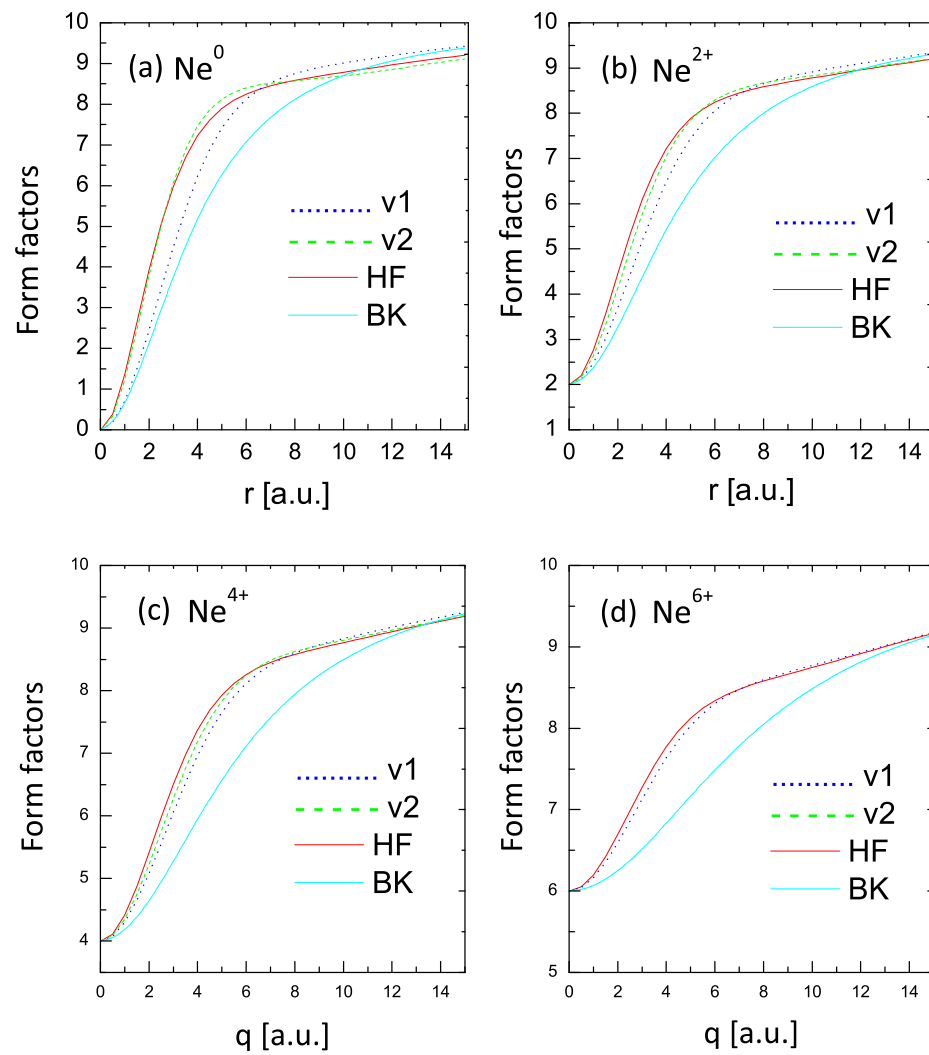 (a) Ne0
10
9
8
7
6
5
4
3
2
1
0
Form factors
v1
v2
HF
BK
0 2 4 6 8 10 12 14
r [a.u.]
(b) Ne2+
10
9
8
7
6
5
4
3
2
1
Form factors
v1
v2
HF
BK
0 2 4 6 8 10 12 14
r [a.u.]
(c) Ne4+
10
9
8
7
6
5
4
Form factors
v1
v2
HF
BK
0 2 4 6 8 10 12 14
q [a.u.]
(d) Ne6+
10
9
8
7
6
5
Form factors
v1
v2
HF
BK
0 2 4 6 8 10 12 14
q [a.u.]